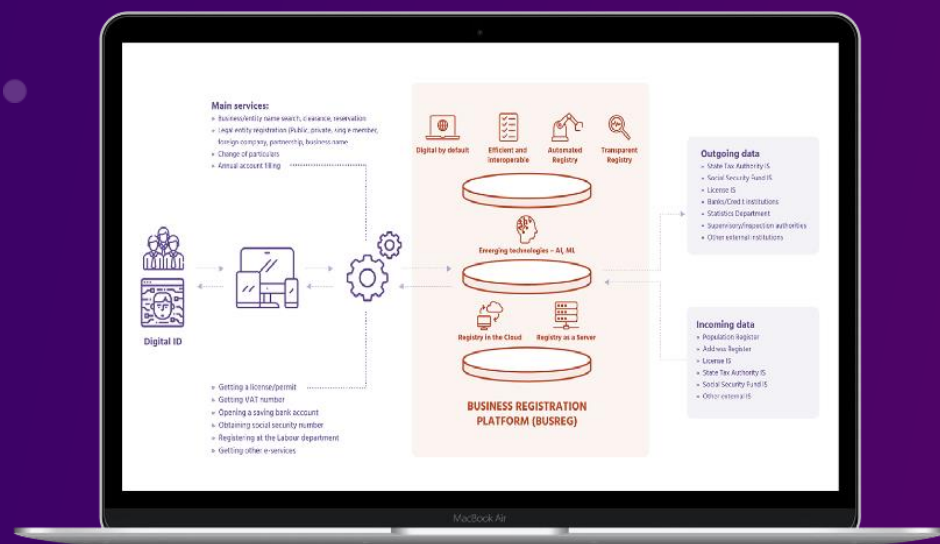 Main services:
» Business/entity name search, clearance, reservation
» Legal entity registration (Public, private, single member,
foreign company, partnership, business name
» Change of particulars
» Annual account filling
Digital ID
» Getting a license/permit
» Getting VAT number
» Opening a saving bank account
» Obtaining social security number
» Registering at the Labour department
» Getting other e-services
Digital by default
Efficient and
interoperable
Automated
Registry
Transparent
Registry
Emerging technologies – AI, ML
Registry in the Cloud
Registry as a Server
BUSINESS REGISTRATION
PLATFORM (BUSREG)
Outgoing data
» State Tax Authority IS
» Social Security Fund IS
» License IS
» Banks/Credit institutions
» Statistics Department
» Supervisory/inspection authorities
» Other external institutions
Incoming data
» Population Register
» Address Register
» License IS
» State Tax Authority IS
» Social Security Fund IS
» Other external IS
MacBook Air